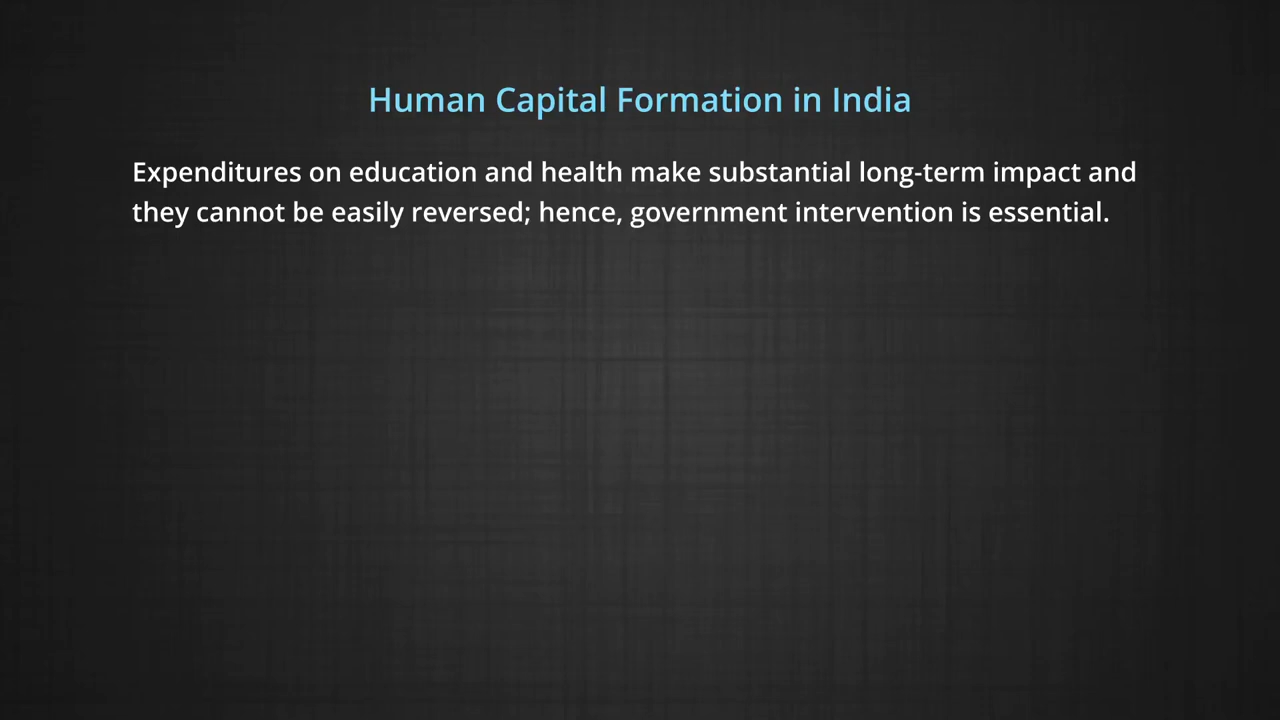 Human Capital Formation in India
Expenditures on education and health make substantial long-term impact and
they cannot be easily reversed; hence, government intervention is essential.